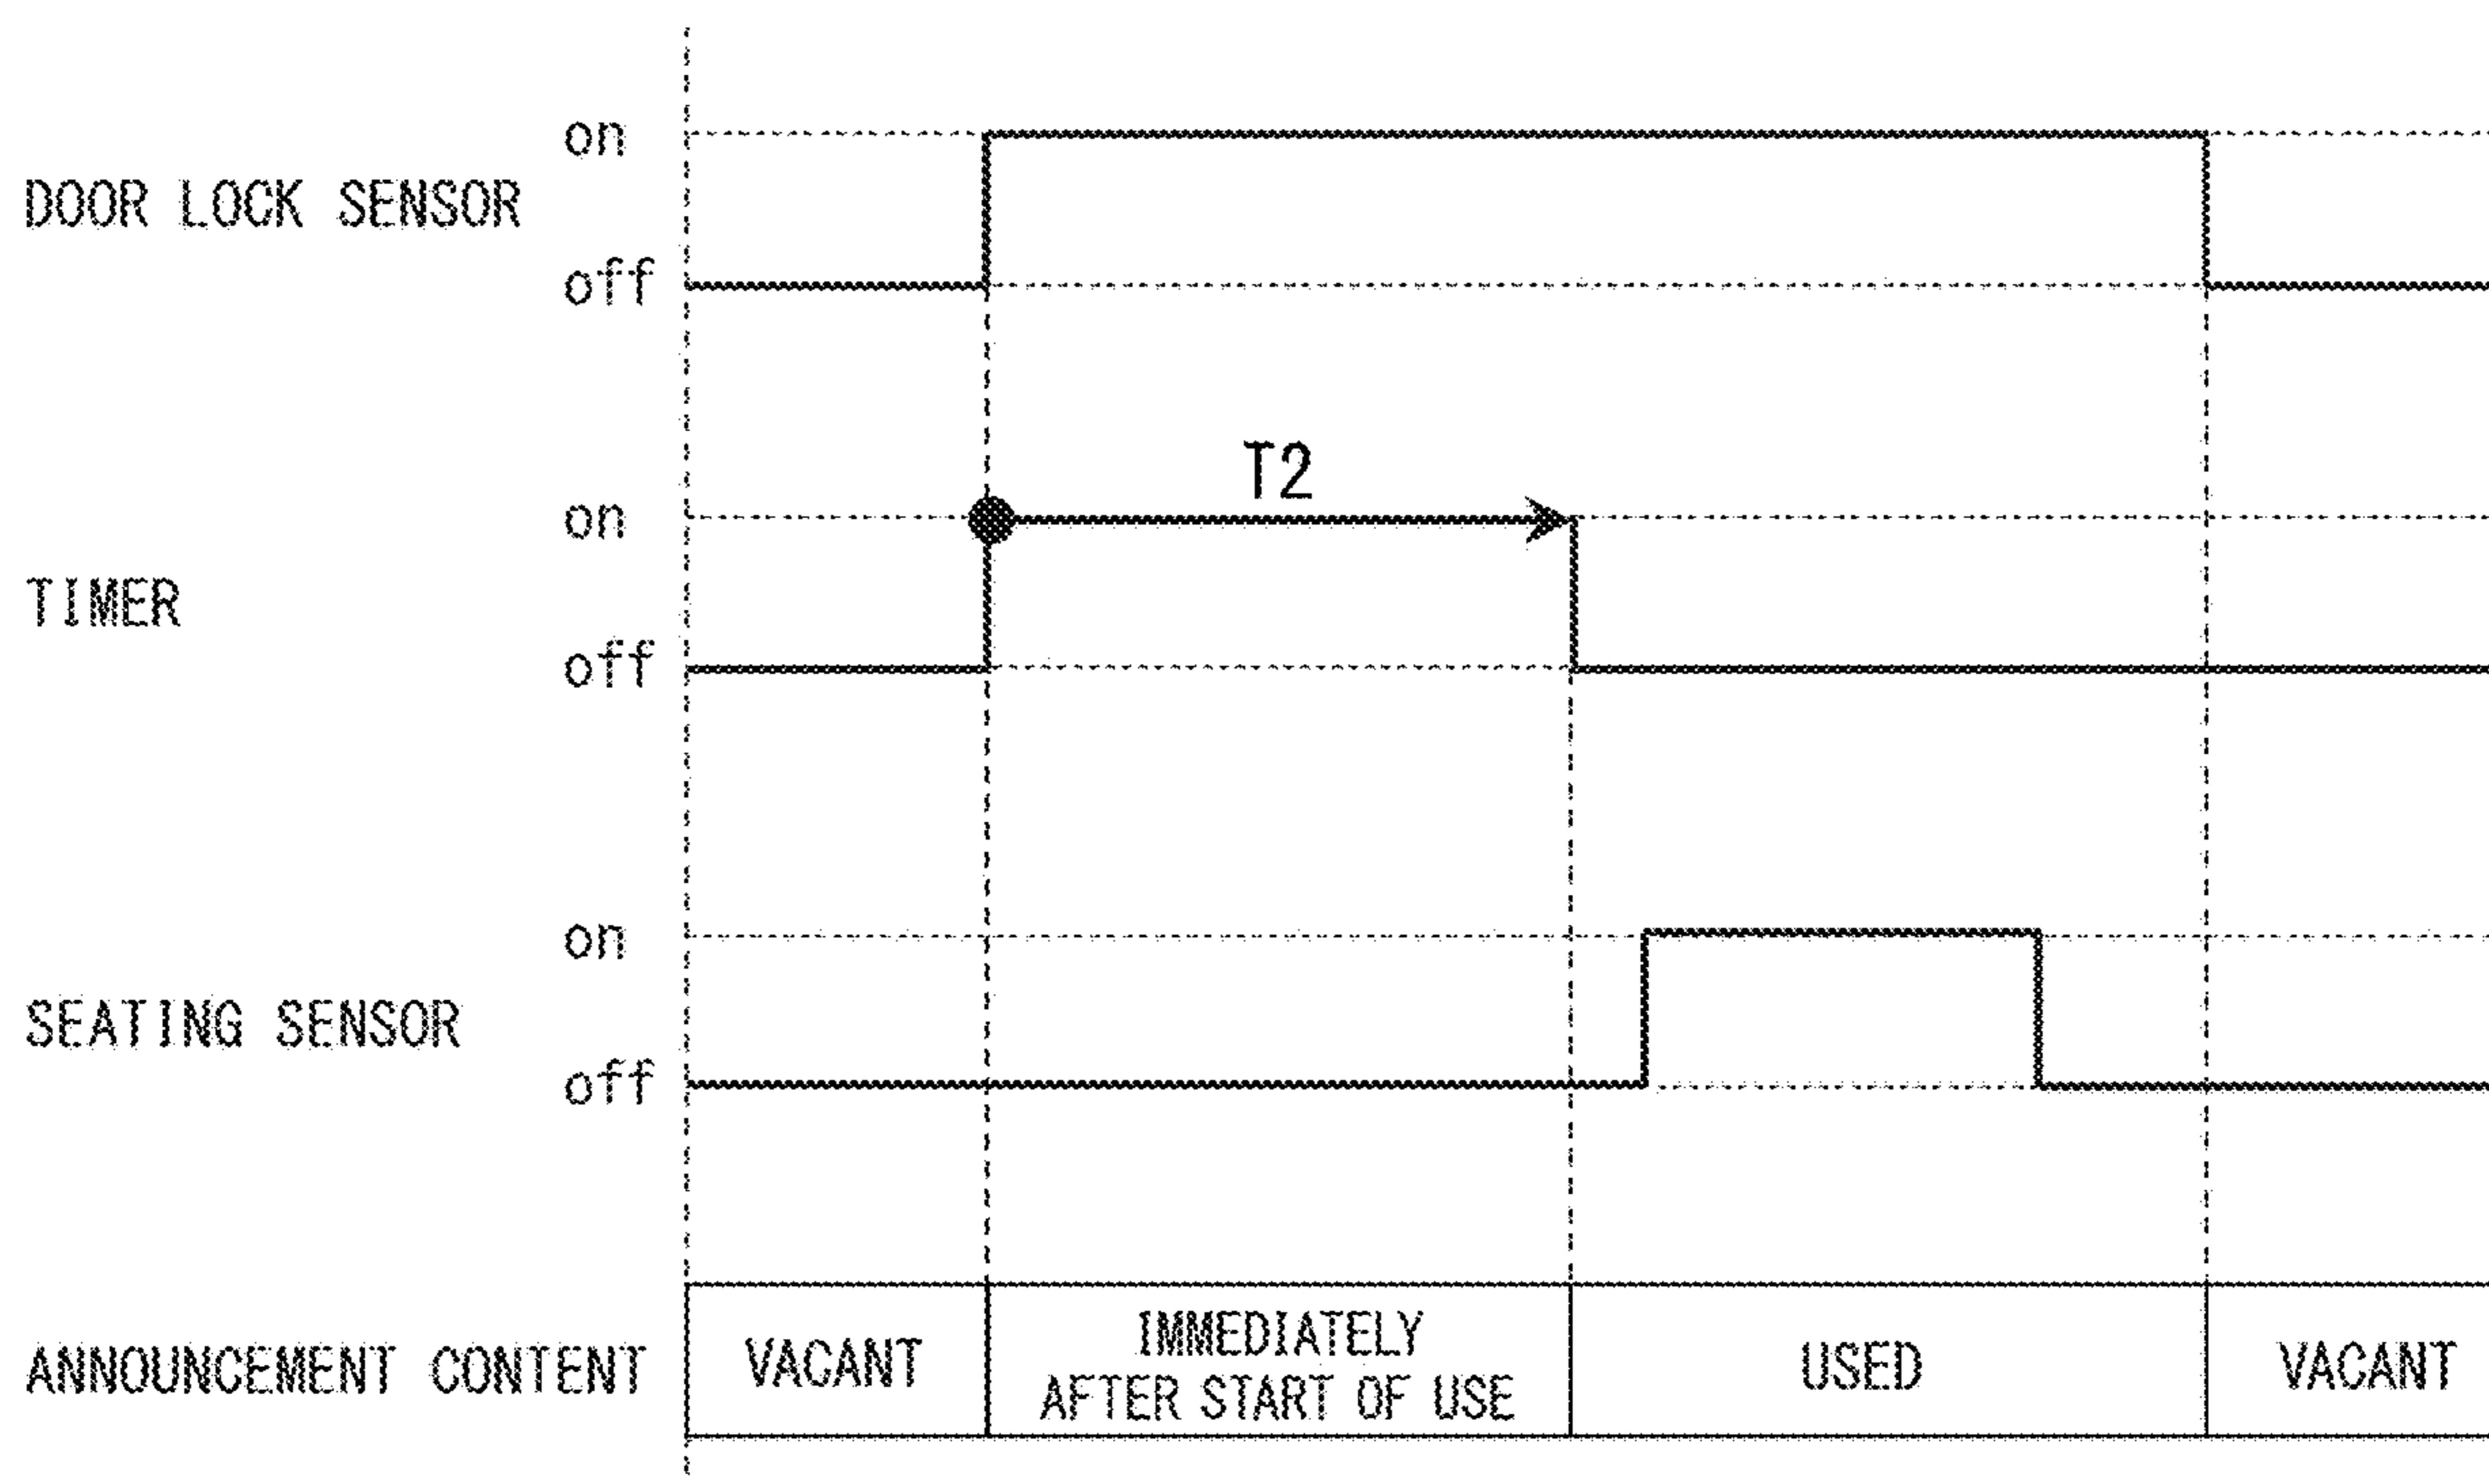 on
DOOR LOCK SENSOR
off
T2
on
TIMER
off
on
SEATING SENSOR
off
ANNOUNCEMENT CONTENT
VACANT
IMMEDIATELY
AFTER START OF USE
USED
VACANT